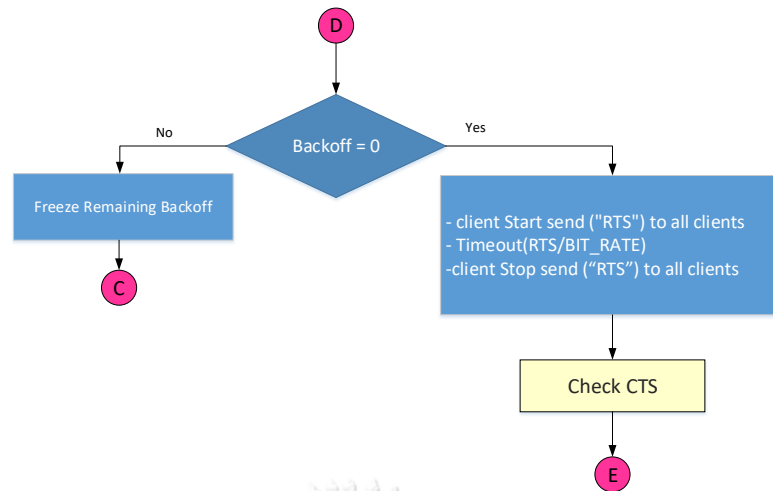 D
No
Yes
Backoff = 0
Freeze Remaining Backoff
- client Start send ("RTS") to all clients
- Timeout(RTS/BIT_RATE)
-client Stop send (“RTS”) to all clients
C
Check CTS
E